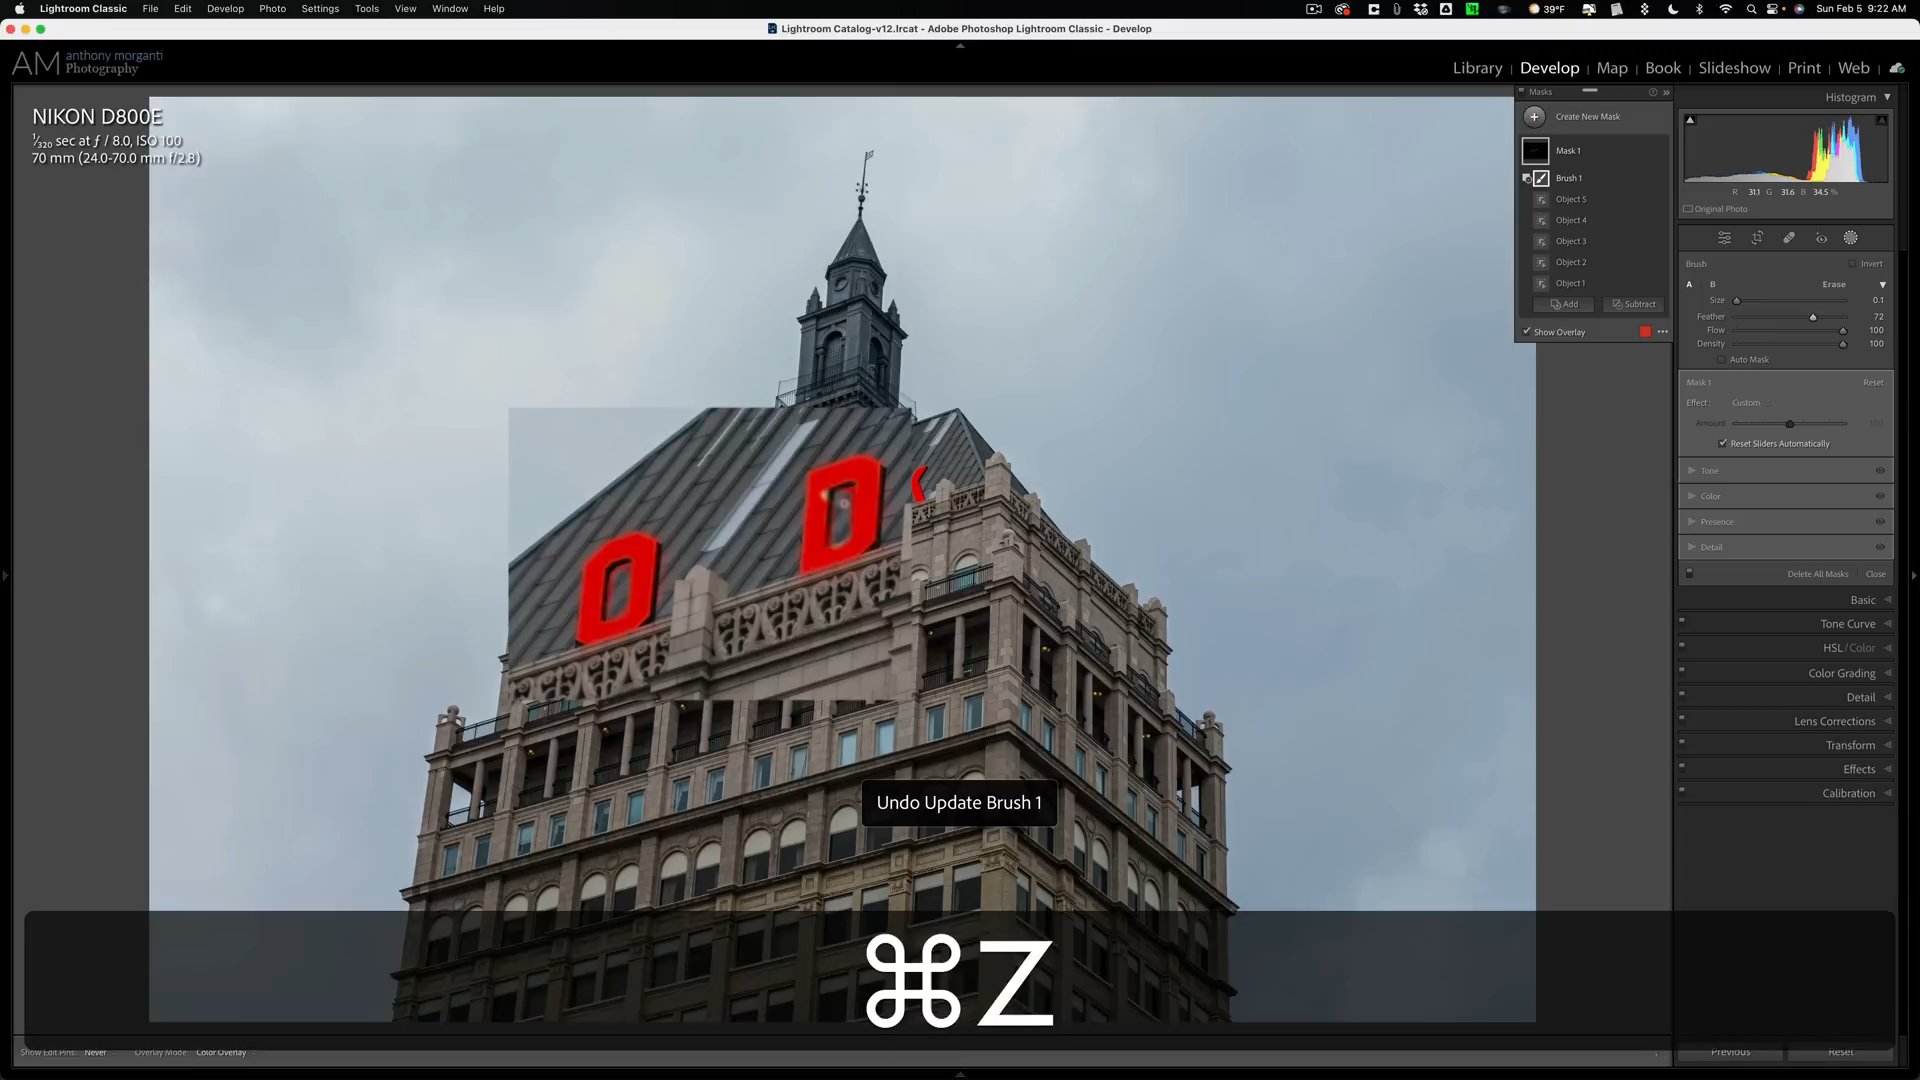 Lightroom Classic File Edit Develop Photo Settings Tools View Window Help 39°F Sun Feb 5 9:22 AM
Lightroom Catalog-v12.lrcat - Adobe Photoshop Lightroom Classic - Develop
AM anthony morganti Photography
Library | Develop | Map | Book | Slideshow | Print | Web
NIKON D800E
1/320 sec at ƒ / 8.0, ISO 100
70 mm (24.0-70.0 mm f/2.8)
Masks
Create New Mask
Mask 1
Brush 1
Object 5
Object 4
Object 3
Object 2
Object 1
Add Subtract
Show Overlay
Histogram
R 31.1 G 31.6 B 34.5 %
Original Photo
Brush Invert
A B Erase
Size 0.1
Feather 72
Flow 100
Density 100
Auto Mask
Mask 1 Reset
Effect: Custom
Amount 100
Reset Sliders Automatically
Tone
Color
Presence
Detail
Delete All Masks Close
Basic
Tone Curve
HSL / Color
Color Grading
Detail
Lens Corrections
Transform
Effects
Calibration
O D
Undo Update Brush 1
⌘Z
Show Edit Pins: Never Overlay Mode: Color Overlay
Previous Reset